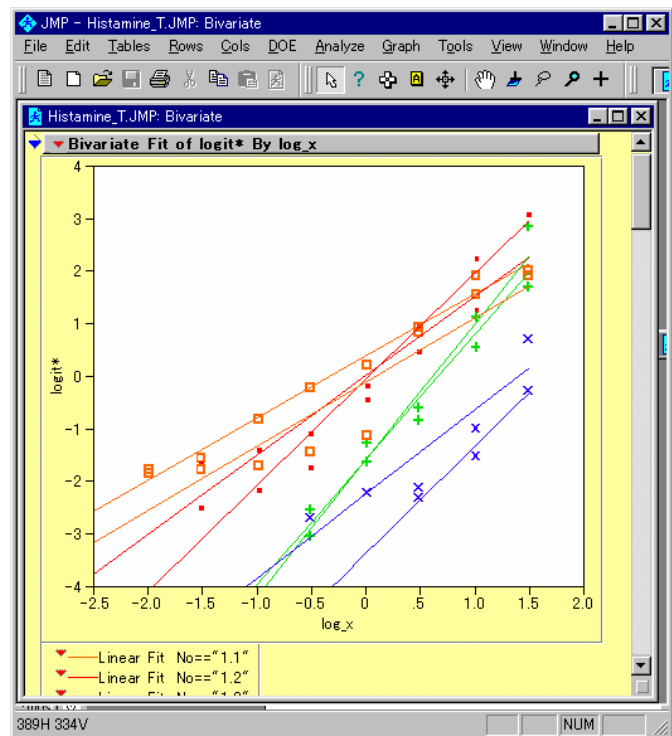 JMP - Histamine_T.JMP: Bivariate
File Edit Tables Rows Cols DOE Analyze Graph Tools View Window Help
Histamine_T.JMP: Bivariate
Bivariate Fit of logit* By log_x
4
3
2
1
0
-1
-2
-3
-4
logit*
-2.5 -2.0 -1.5 -1.0 -0.5 .0 .5 1.0 1.5 2.0
log_x
Linear Fit No=="1.1"
Linear Fit No=="1.2"
389H 334V
NUM